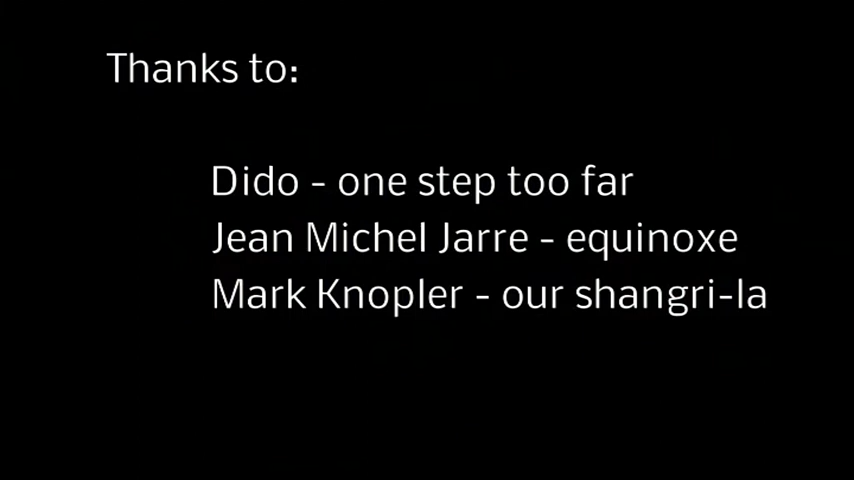 Thanks to:
Dido - one step too far
Jean Michel Jarre - equinoxe
Mark Knopler - our shangri-la